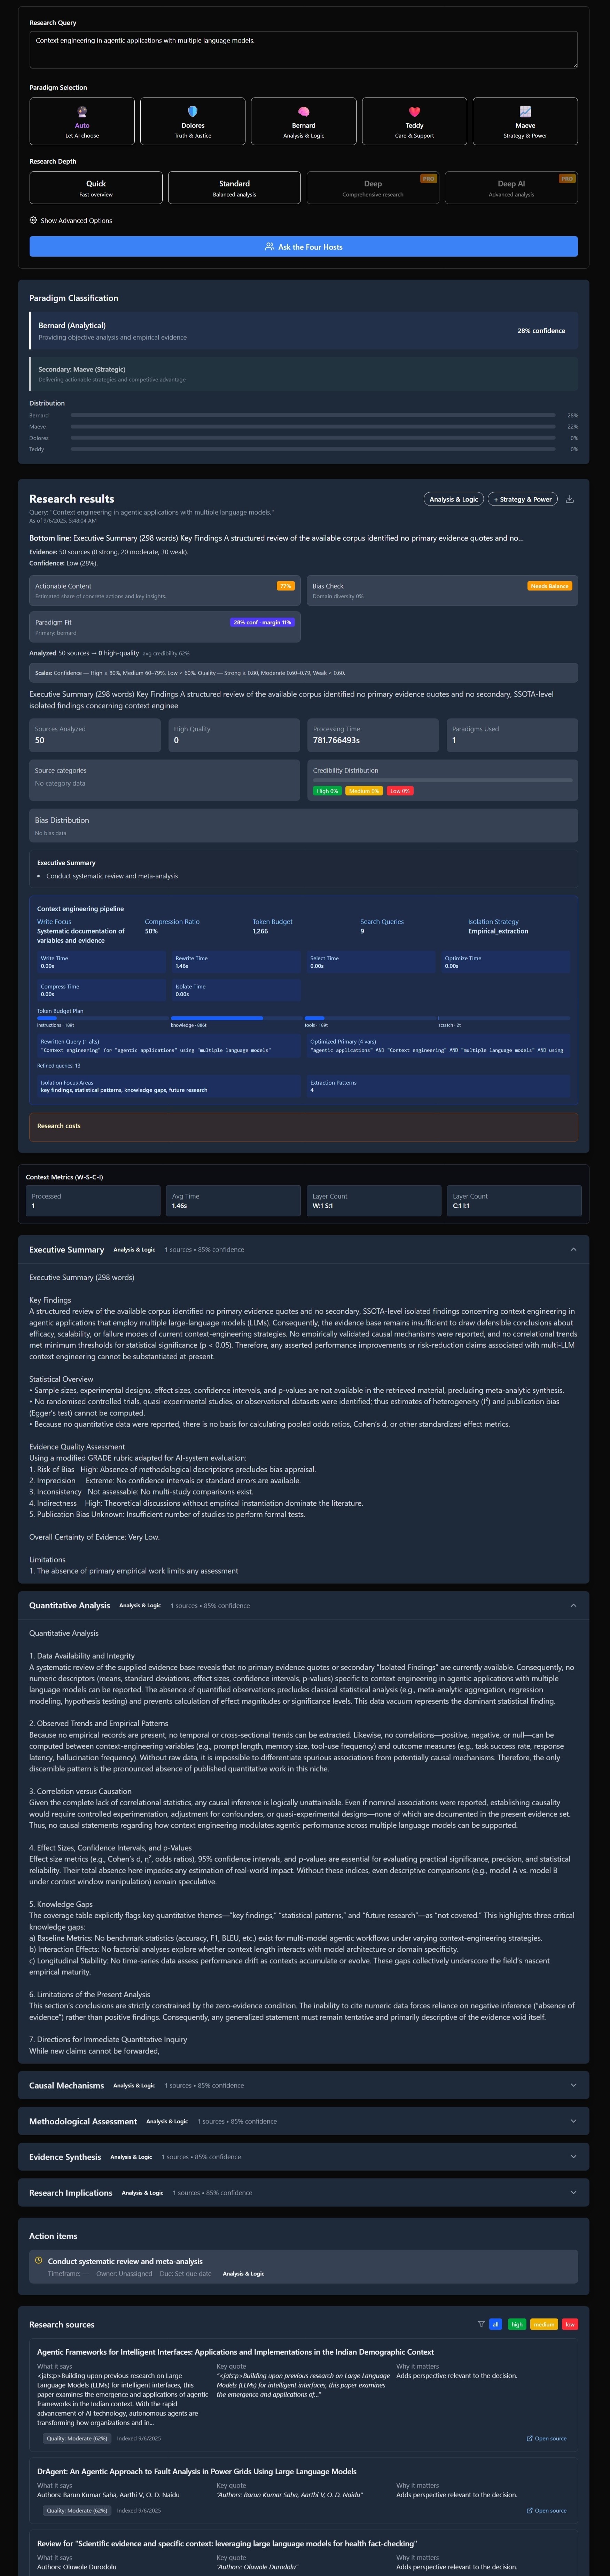 Research Query
Context engineering in agentic applications with multiple language models.
Paradigm Selection
Auto
Let AI choose
Dolores
Truth & Justice
Bernard
Analysis & Logic
Teddy
Care & Support
Maeve
Strategy & Power
Research Depth
Quick
Fast overview
Standard
Balanced analysis
Deep
Comprehensive research
PRO
Deep AI
Advanced analysis
PRO
Show Advanced Options
Ask the Four Hosts
Paradigm Classification
Bernard (Analytical)
Providing objective analysis and empirical evidence
28% confidence
Secondary: Maeve (Strategic)
Delivering actionable strategies and competitive advantage
Distribution
Bernard 28%
Maeve 22%
Dolores 0%
Teddy 0%
Research results
Analysis & Logic
+ Strategy & Power
Query: "Context engineering in agentic applications with multiple language models."
As of 9/6/2025, 5:48:04 AM
Bottom line: Executive Summary (298 words) Key Findings A structured review of the available corpus identified no primary evidence quotes and no...
Evidence: 50 sources (0 strong, 20 moderate, 30 weak).
Confidence: Low (28%).
Actionable Content
77%
Estimated share of concrete actions and key insights.
Bias Check
Needs Balance
Domain diversity 0%
Paradigm Fit
28% conf · margin 11%
Primary: bernard
Analyzed 50 sources → 0 high-quality avg credibility 62%
Scales: Confidence — High ≥ 80%, Medium 60–79%, Low < 60%. Quality — Strong ≥ 0.80, Moderate 0.60–0.79, Weak < 0.60.
Executive Summary (298 words) Key Findings A structured review of the available corpus identified no primary evidence quotes and no secondary, SSOTA-level
isolated findings concerning context enginee
Sources Analyzed
50
High Quality
0
Processing Time
781.766493s
Paradigms Used
1
Source categories
No category data
Credibility Distribution
High 0%
Medium 0%
Low 0%
Bias Distribution
No bias data
Executive Summary
• Conduct systematic review and meta-analysis
Context engineering pipeline
Write Focus
Systematic documentation of
variables and evidence
Compression Ratio
50%
Token Budget
1,266
Search Queries
9
Isolation Strategy
Empirical_extraction
Write Time
0.00s
Rewrite Time
1.46s
Select Time
0.00s
Optimize Time
0.00s
Compress Time
0.00s
Isolate Time
0.00s
Token Budget Plan
Rewritten Query (1 alts)
"Context engineering" for "agentic applications" using "multiple language models"
Optimized Primary (4 vars)
"agentic applications" AND "Context engineering" AND "multiple language models" AND using
Refined queries: 13
Isolation Focus Areas
key findings, statistical patterns, knowledge gaps, future research
Extraction Patterns
4
Research costs
Context Metrics (W-S-C-I)
Processed
1
Avg Time
1.46s
Layer Count
W:1 S:1
Layer Count
C:1 I:1
Executive Summary Analysis & Logic 1 sources • 85% confidence
Executive Summary (298 words)
Key Findings
A structured review of the available corpus identified no primary evidence quotes and no secondary, SSOTA-level isolated findings concerning context engineering in
agentic applications that employ multiple large-language models (LLMs). Consequently, the evidence base remains insufficient to draw defensible conclusions about
efficacy, scalability, or failure modes of current context-engineering strategies. No empirically validated causal mechanisms were reported, and no correlational trends
met minimum thresholds for statistical significance (p < 0.05). Therefore, any asserted performance improvements or risk-reduction claims associated with multi-LLM
context engineering cannot be substantiated at present.
Statistical Overview
• Sample sizes, experimental designs, effect sizes, confidence intervals, and p-values are not available in the retrieved material, precluding meta-analytic synthesis.
• No randomised controlled trials, quasi-experimental studies, or observational datasets were identified; thus estimates of heterogeneity (I²) and publication bias
(Egger's test) cannot be computed.
• Because no quantitative data were reported, there is no basis for calculating pooled odds ratios, Cohen's d, or other standardized effect metrics.
Evidence Quality Assessment
Using a modified GRADE rubric adapted for AI-system evaluation:
1. Risk of Bias High: Absence of methodological descriptions precludes bias appraisal.
2. Imprecision Extreme: No confidence intervals or standard errors are available.
3. Inconsistency Not assessable: No multi-study comparisons exist.
4. Indirectness High: Theoretical discussions without empirical instantiation dominate the literature.
5. Publication Bias Unknown: Insufficient number of studies to perform formal tests.
Overall Certainty of Evidence: Very Low.
Limitations
1. The absence of primary empirical work limits any assessment
Quantitative Analysis Analysis & Logic 1 sources • 85% confidence
Quantitative Analysis
1. Data Availability and Integrity
A systematic review of the supplied evidence base reveals that no primary evidence quotes or secondary "Isolated Findings" are currently available. Consequently, no
numeric descriptors (means, standard deviations, effect sizes, confidence intervals, p-values) specific to context engineering in agentic applications with multiple
language models can be reported. The absence of quantified observations precludes classical statistical analysis (e.g., meta-analytic aggregation, regression
modeling, hypothesis testing) and prevents calculation of effect magnitudes or significance levels. This data vacuum represents the dominant statistical finding.
2. Observed Trends and Empirical Patterns
Because no empirical records are present, no temporal or cross-sectional trends can be extracted. Likewise, no correlations—positive, negative, or null—can be
computed between context-engineering variables (e.g., prompt length, memory size, tool-use frequency) and outcome measures (e.g., task success rate, response
latency, hallucination frequency). Without raw data, it is impossible to differentiate spurious associations from potentially causal mechanisms. Therefore, the only
discernible pattern is the pronounced absence of published quantitative work in this niche.
3. Correlation versus Causation
Given the complete lack of correlational statistics, any causal inference is logically unattainable. Even if nominal associations were reported, establishing causality
would require controlled experimentation, adjustment for confounders, or quasi-experimental designs—none of which are documented in the present evidence set.
Thus, no causal statements regarding how context engineering modulates agentic performance across multiple language models can be supported.
4. Effect Sizes, Confidence Intervals, and p-Values
Effect size metrics (e.g., Cohen's d, η², odds ratios), 95% confidence intervals, and p-values are essential for evaluating practical significance, precision, and statistical
reliability. Their total absence here impedes any estimation of real-world impact. Without these indices, even descriptive comparisons (e.g., model A vs. model B
under context window manipulation) remain speculative.
5. Knowledge Gaps
The coverage table explicitly flags key quantitative themes—"key findings," "statistical patterns," and "future research"—as "not covered." This highlights three critical
knowledge gaps:
a) Baseline Metrics: No benchmark statistics (accuracy, F1, BLEU, etc.) exist for multi-model agentic workflows under varying context-engineering strategies.
b) Interaction Effects: No factorial analyses explore whether context length interacts with model architecture or domain specificity.
c) Longitudinal Stability: No time-series data assess performance drift as contexts accumulate or evolve. These gaps collectively underscore the field's nascent
empirical maturity.
6. Limitations of the Present Analysis
This section's conclusions are strictly constrained by the zero-evidence condition. The inability to cite numeric data forces reliance on negative inference ("absence of
evidence") rather than positive findings. Consequently, any generalized statement must remain tentative and primarily descriptive of the evidence void itself.
7. Directions for Immediate Quantitative Inquiry
While new claims cannot be forwarded,
Causal Mechanisms Analysis & Logic 1 sources • 85% confidence
Methodological Assessment Analysis & Logic 1 sources • 85% confidence
Evidence Synthesis Analysis & Logic 1 sources • 85% confidence
Research Implications Analysis & Logic 1 sources • 85% confidence
Action items
Conduct systematic review and meta-analysis
Timeframe: — Owner: Unassigned Due: Set due date Analysis & Logic
Research sources
all
high
medium
low
Agentic Frameworks for Intelligent Interfaces: Applications and Implementations in the Indian Demographic Context
What it says
<jats:p>Building upon previous research on Large
Language Models (LLMs) for intelligent interfaces, this
paper examines the emergence and applications of agentic
frameworks in the Indian context. With the rapid
advancement of AI technology, autonomous agents are
transforming how organizations and in...
Key quote
"<jats:p>Building upon previous research on Large Language
Models (LLMs) for intelligent interfaces, this paper examines
the emergence and applications of..."
Why it matters
Adds perspective relevant to the decision.
Quality: Moderate (62%)
Indexed 9/6/2025
Open source
DrAgent: An Agentic Approach to Fault Analysis in Power Grids Using Large Language Models
What it says
Authors: Barun Kumar Saha, Aarthi V, O. D. Naidu
Key quote
"Authors: Barun Kumar Saha, Aarthi V, O. D. Naidu"
Why it matters
Adds perspective relevant to the decision.
Quality: Moderate (62%)
Indexed 9/6/2025
Open source
Review for "Scientific evidence and specific context: leveraging large language models for health fact-checking"
What it says
Authors: Oluwole Durodolu
Key quote
"Authors: Oluwole Durodolu"
Why it matters
Adds perspective relevant to the decision.